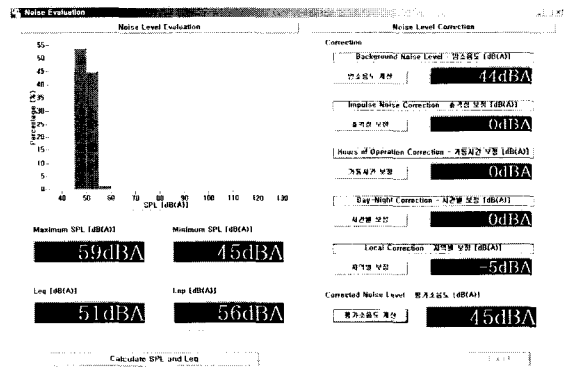 Noise Evaluation
Noise Level Evaluation
55
50
45
40
35
30
25
20
15
10
5
0
Parcelage (%)
40 50 60 70 80 90 100 110 120 130
SPL [dB(A)]
Maximum SPL [dB(A)]
59dBA
Minimum SPL [dB(A)]
45dBA
Leq [dB(A)]
51dBA
Lnp [dB(A)]
56dBA
Calculate SPL and Leq
Noise Level Correction
Correction
Background Noise Level - 암소음도 [dB(A)]
암소음도 계산
44dBA
Impulse Noise Correction - 충격성 보정 [dB(A)]
충격성 보정
0dBA
Hours of Operation Correction - 가동시간 보정 [dB(A)]
가동시간 보정
0dBA
Day-Night Correction - 시간별 보정 [dB(A)]
시간별 보정
0dBA
Local Correction - 지역별 보정 [dB(A)]
지역별 보정
-5dBA
Corrected Noise Level 평가소음도 [dB(A)]
평가소음도 계산
45dBA